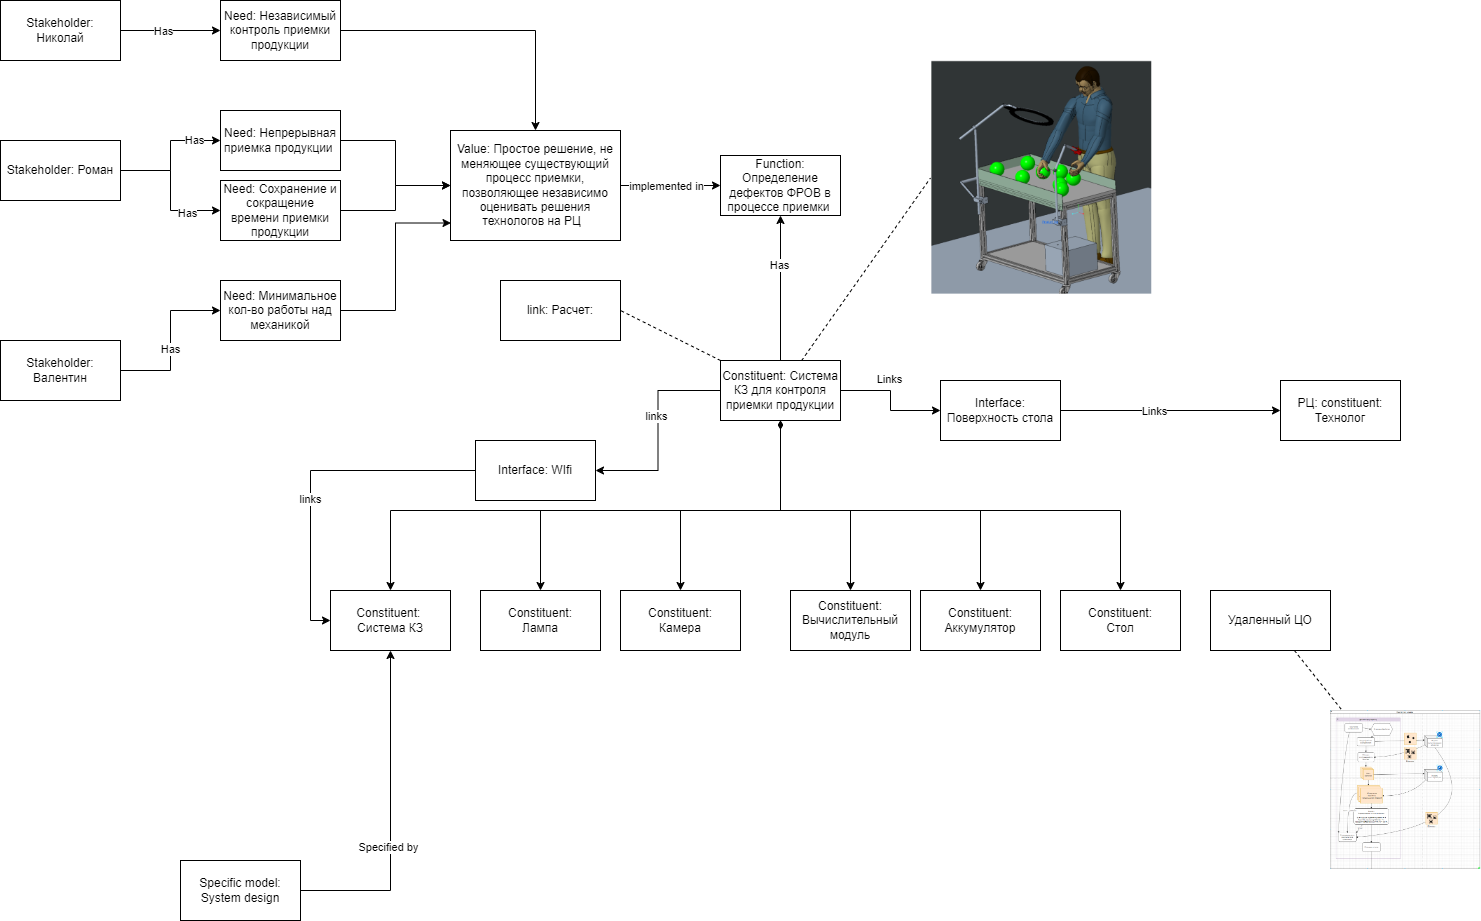 Stakeholder:
Николай
Has
Need: Независимый
контроль приемки
продукции
Stakeholder: Роман
Has
Need: Непрерывная
приемка продукции
Has
Need: Сохранение и
сокращение
времени приемки
продукции
Value: Простое решение, не
меняющее существующий
процесс приемки,
позволяющее независимо
оценивать решения
технологов на РЦ
implemented in
Function:
Определение
дефектов ФРОВ в
процессе приемки
Has
Need: Минимальное
кол-во работы над
механикой
Stakeholder:
Валентин
Has
link: Расчет:
Constituent: Система
КЗ для контроля
приемки продукции
Links
Interface:
Поверхность стола
Links
РЦ: constituent:
Технолог
links
Interface: WIfi
links
Constituent:
Система КЗ
Constituent:
Лампа
Constituent:
Камера
Constituent:
Вычислительный
модуль
Constituent:
Аккумулятор
Constituent:
Стол
Удаленный ЦО
Specified by
Specific model:
System design